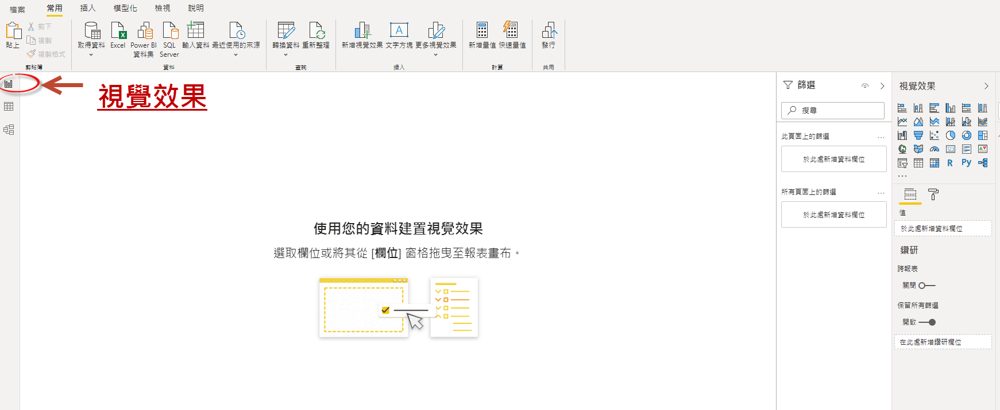 檔案 常用 插入 模型化 檢視 說明
貼上
剪下
複製
複製格式
剪貼簿
取得資料
Excel
Power BI
資料集
SQL
Server
輸入資料
最近使用的來源
資料
轉換資料
重新整理
查詢
新增視覺效果
文字方塊
更多視覺效果
插入
新增量值
快速量值
計算
發行
共用
視覺效果
使用您的資料建置視覺效果
選取欄位或將其從 [欄位] 窗格拖曳至報表畫布。
篩選
搜尋
此頁面上的篩選 ...
於此處新增資料欄位
所有頁面上的篩選 ...
於此處新增資料欄位
視覺效果
123
R
Py
...
值
於此處新增資料欄位
鑽研
跨報表
關閉
保留所有篩選
開啟
在此處新增鑽研欄位